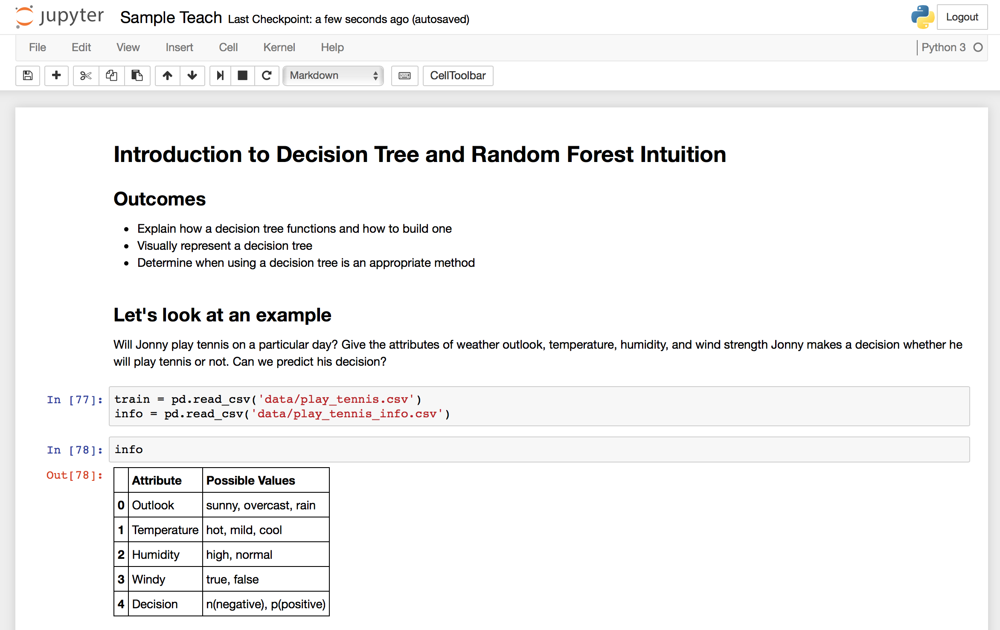 jupyter Sample Teach Last Checkpoint: a few seconds ago (autosaved) Logout
File Edit View Insert Cell Kernel Help Python 3
Markdown CellToolbar
Introduction to Decision Tree and Random Forest Intuition
Outcomes
• Explain how a decision tree functions and how to build one
• Visually represent a decision tree
• Determine when using a decision tree is an appropriate method
Let's look at an example
Will Jonny play tennis on a particular day? Give the attributes of weather outlook, temperature, humidity, and wind strength Jonny makes a decision whether he
will play tennis or not. Can we predict his decision?
In [77]: train = pd.read_csv('data/play_tennis.csv')
info = pd.read_csv('data/play_tennis_info.csv')
In [78]: info
Out[78]:
Attribute Possible Values
0 Outlook sunny, overcast, rain
1 Temperature hot, mild, cool
2 Humidity high, normal
3 Windy true, false
4 Decision n(negative), p(positive)